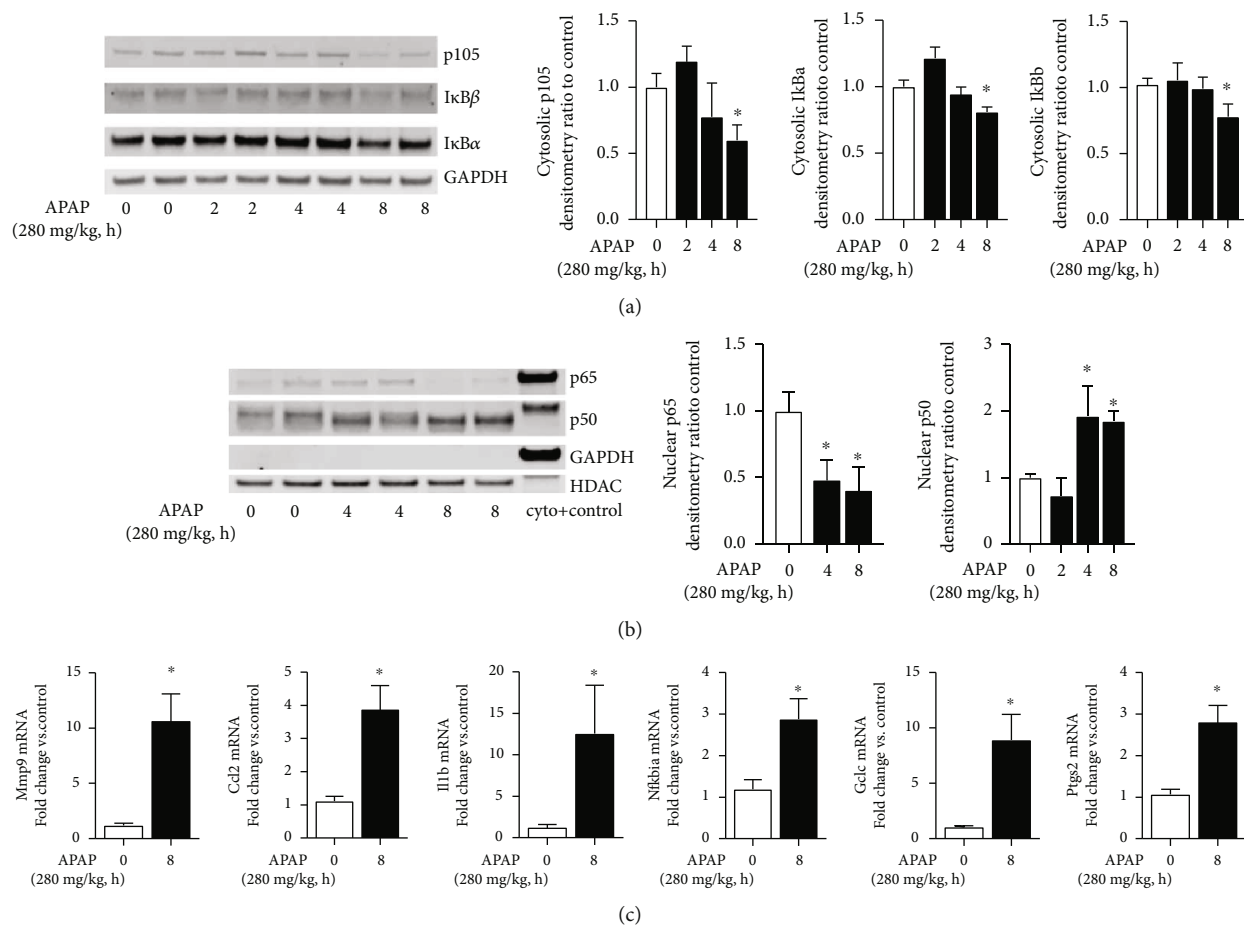 p105
IκBβ
IκBα
GAPDH
APAP 0 0 2 2 4 4 8 8
(280 mg/kg, h)
Cytosolic p105
densitometry ratio to control
1.5
1.0
0.5
0.0
*
APAP 0 2 4 8
(280 mg/kg, h)
Cytosolic IkBa
densitometry ratioto control
1.5
1.0
0.5
0.0
*
APAP 0 2 4 8
(280 mg/kg, h)
Cytosolic IkBb
densitometry ratioto control
1.5
1.0
0.5
0.0
*
APAP 0 2 4 8
(280 mg/kg, h)
(a)
p65
p50
GAPDH
HDAC
APAP 0 0 4 4 8 8 cyto+control
(280 mg/kg, h)
Nuclear p65
densitometry ratioto control
1.5
1.0
0.5
0.0
* *
APAP 0 4 8
(280 mg/kg, h)
Nuclear p50
densitometry ratioto control
3
2
1
0
* *
APAP 0 2 4 8
(280 mg/kg, h)
(b)
Mmp9 mRNA
Fold change vs.control
15
10
5
0
*
APAP 0 8
(280 mg/kg, h)
Ccl2 mRNA
Fold change vs.control
5
4
3
2
1
0
*
APAP 0 8
(280 mg/kg, h)
Il1b mRNA
Fold change vs.control
20
15
10
5
0
*
APAP 0 8
(280 mg/kg, h)
Nfkbia mRNA
Fold change vs.control
4
3
2
1
0
*
APAP 0 8
(280 mg/kg, h)
Gclc mRNA
Fold change vs. control
15
10
5
0
*
APAP 0 8
(280 mg/kg, h)
Ptgs2 mRNA
Fold change vs.control
4
3
2
1
0
*
APAP 0 8
(280 mg/kg, h)
(c)